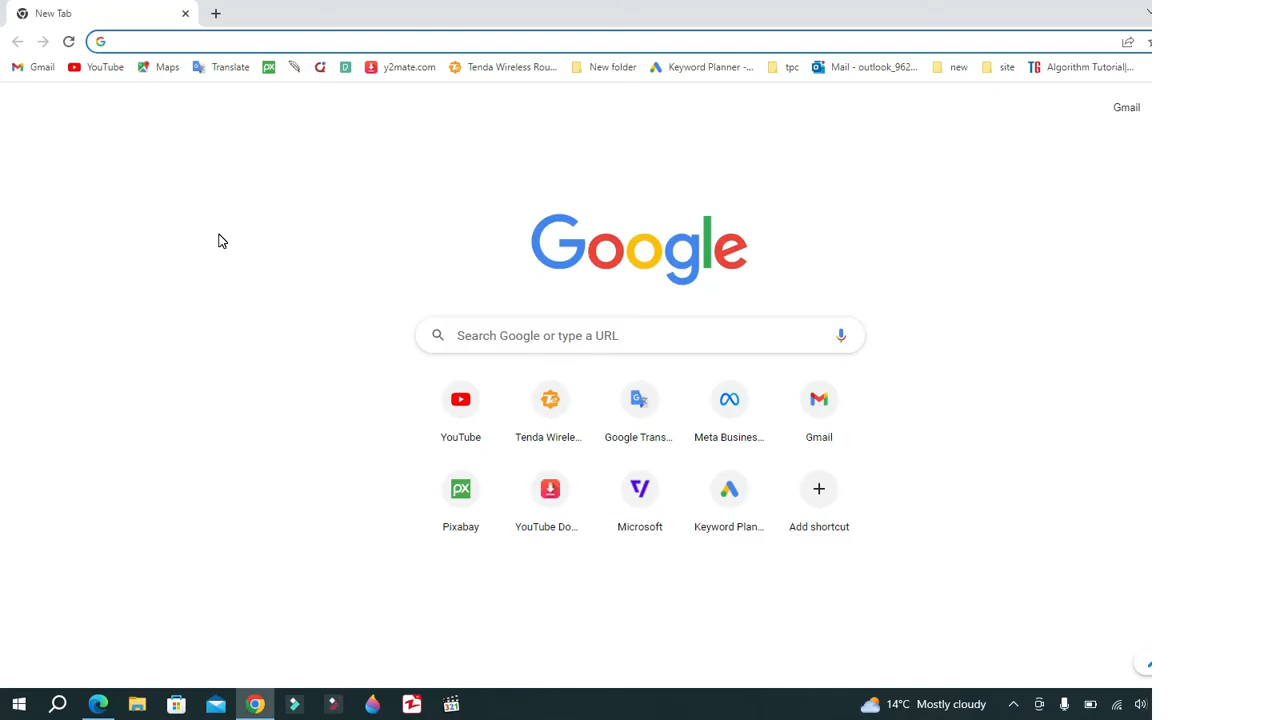 New Tab
Gmail YouTube Maps Translate y2mate.com Tenda Wireless Rou... New folder Keyword Planner -... tpc Mail - outlook_962... new site Algorithm Tutorial|...
Gmail
Google
Search Google or type a URL
YouTube Tenda Wirele... Google Trans... Meta Busines... Gmail
Pixabay YouTube Do... Microsoft Keyword Plan... Add shortcut
14°C Mostly cloudy